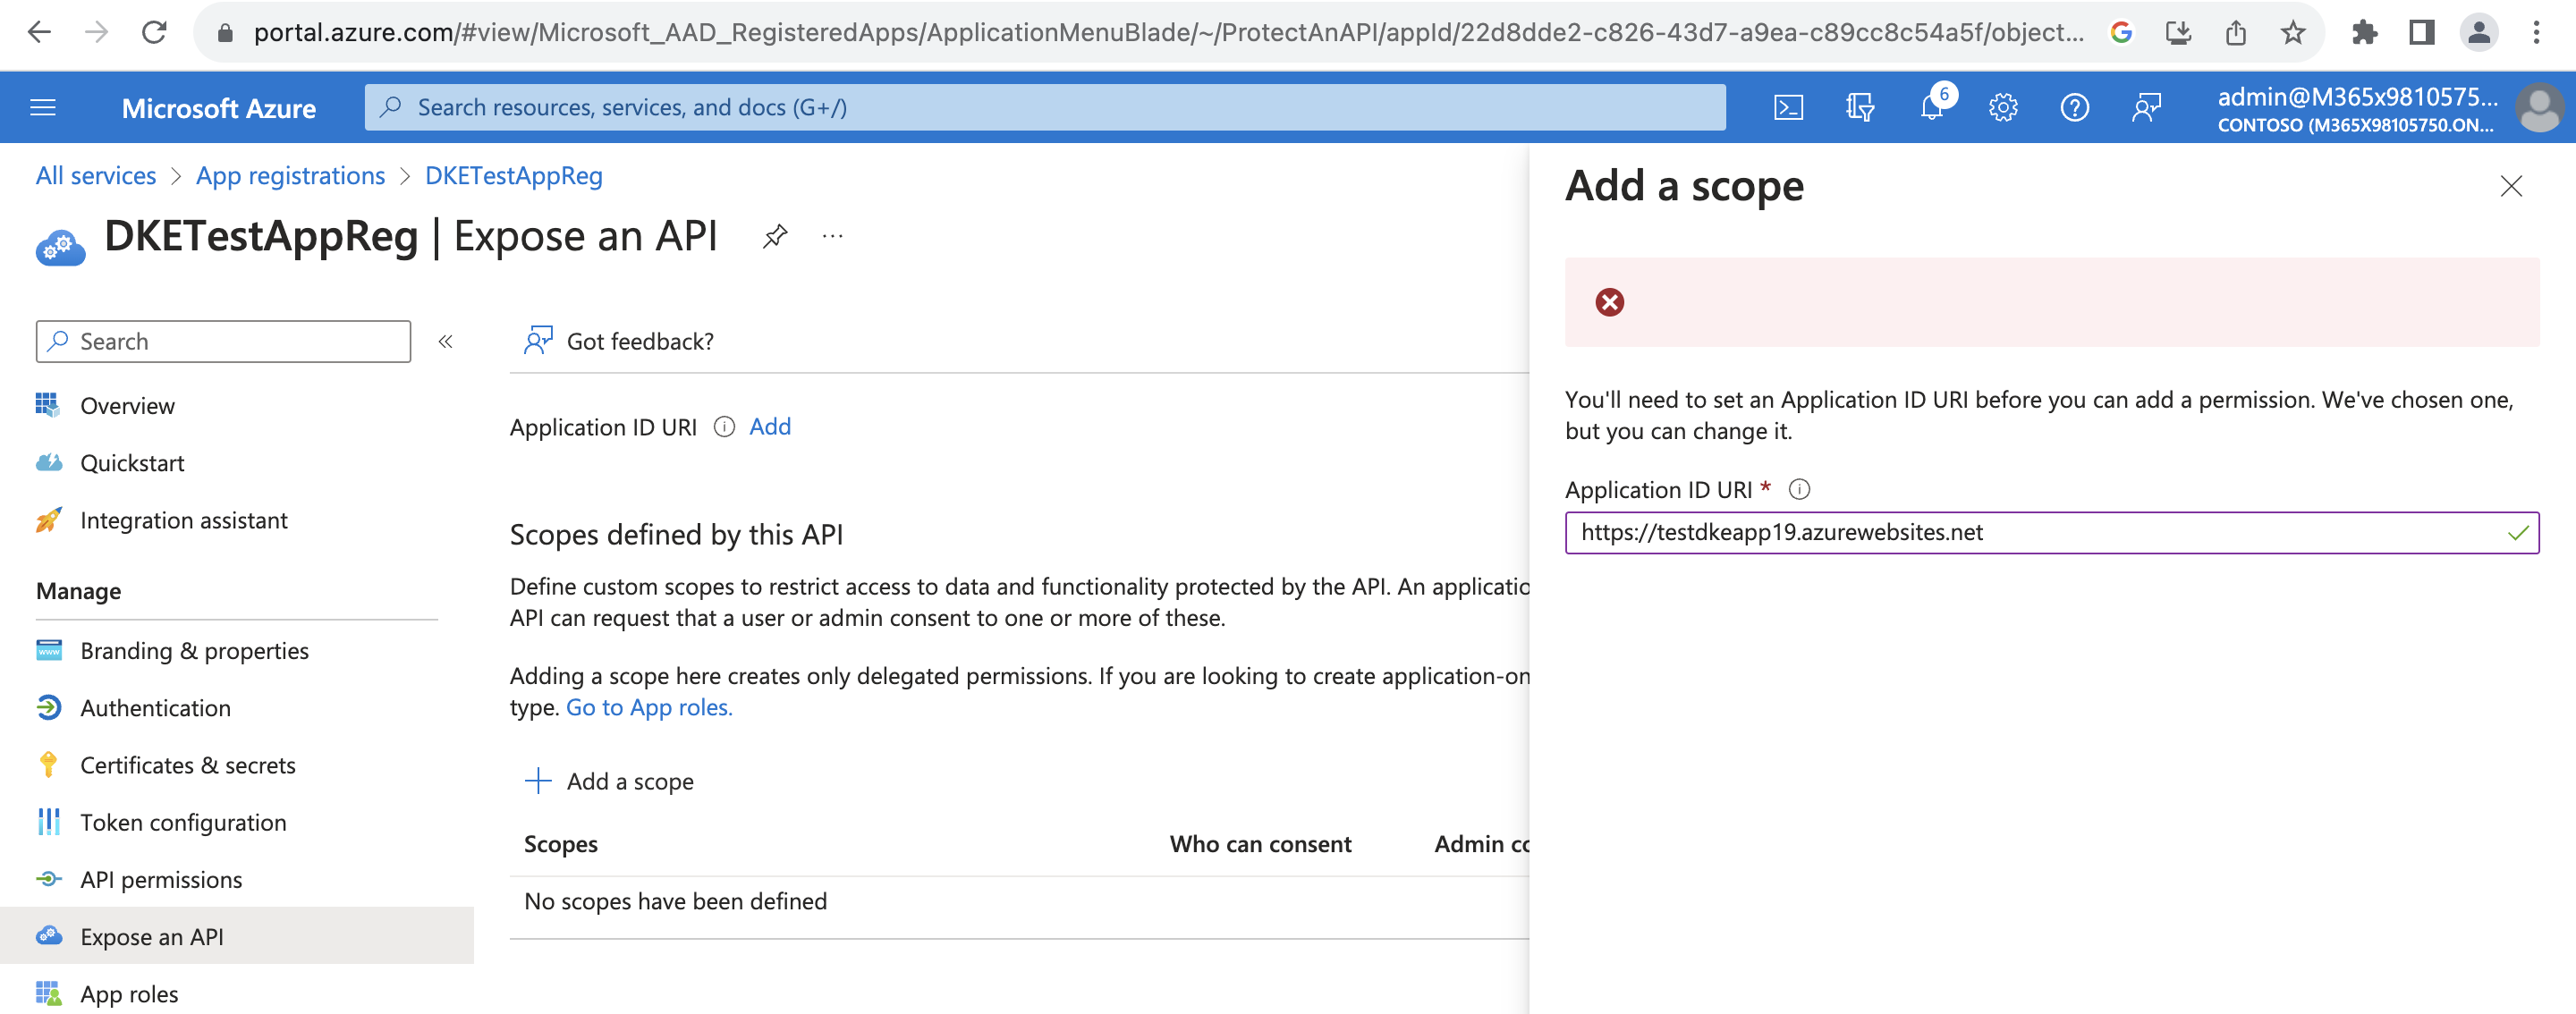 portal.azure.com/#view/Microsoft_AAD_RegisteredApps/ApplicationMenuBlade/~/ProtectAnAPI/appId/22d8dde2-c826-43d7-a9ea-c89cc8c54a5f/object...
Microsoft Azure
Search resources, services, and docs (G+/)
6
admin@M365x9810575...
CONTOSO (M365X98105750.ON...
All services > App registrations > DKETestAppReg
DKETestAppReg | Expose an API
...
Search
«
Overview
Quickstart
Integration assistant
Manage
Branding & properties
Authentication
Certificates & secrets
Token configuration
API permissions
Expose an API
App roles
Got feedback?
Application ID URI Add
Scopes defined by this API
Define custom scopes to restrict access to data and functionality protected by the API. An applicatio
API can request that a user or admin consent to one or more of these.
Adding a scope here creates only delegated permissions. If you are looking to create application-on
type. Go to App roles.
Add a scope
Scopes Who can consent Admin co
No scopes have been defined
Add a scope
You'll need to set an Application ID URI before you can add a permission. We've chosen one,
but you can change it.
Application ID URI *
https://testdkeapp19.azurewebsites.net